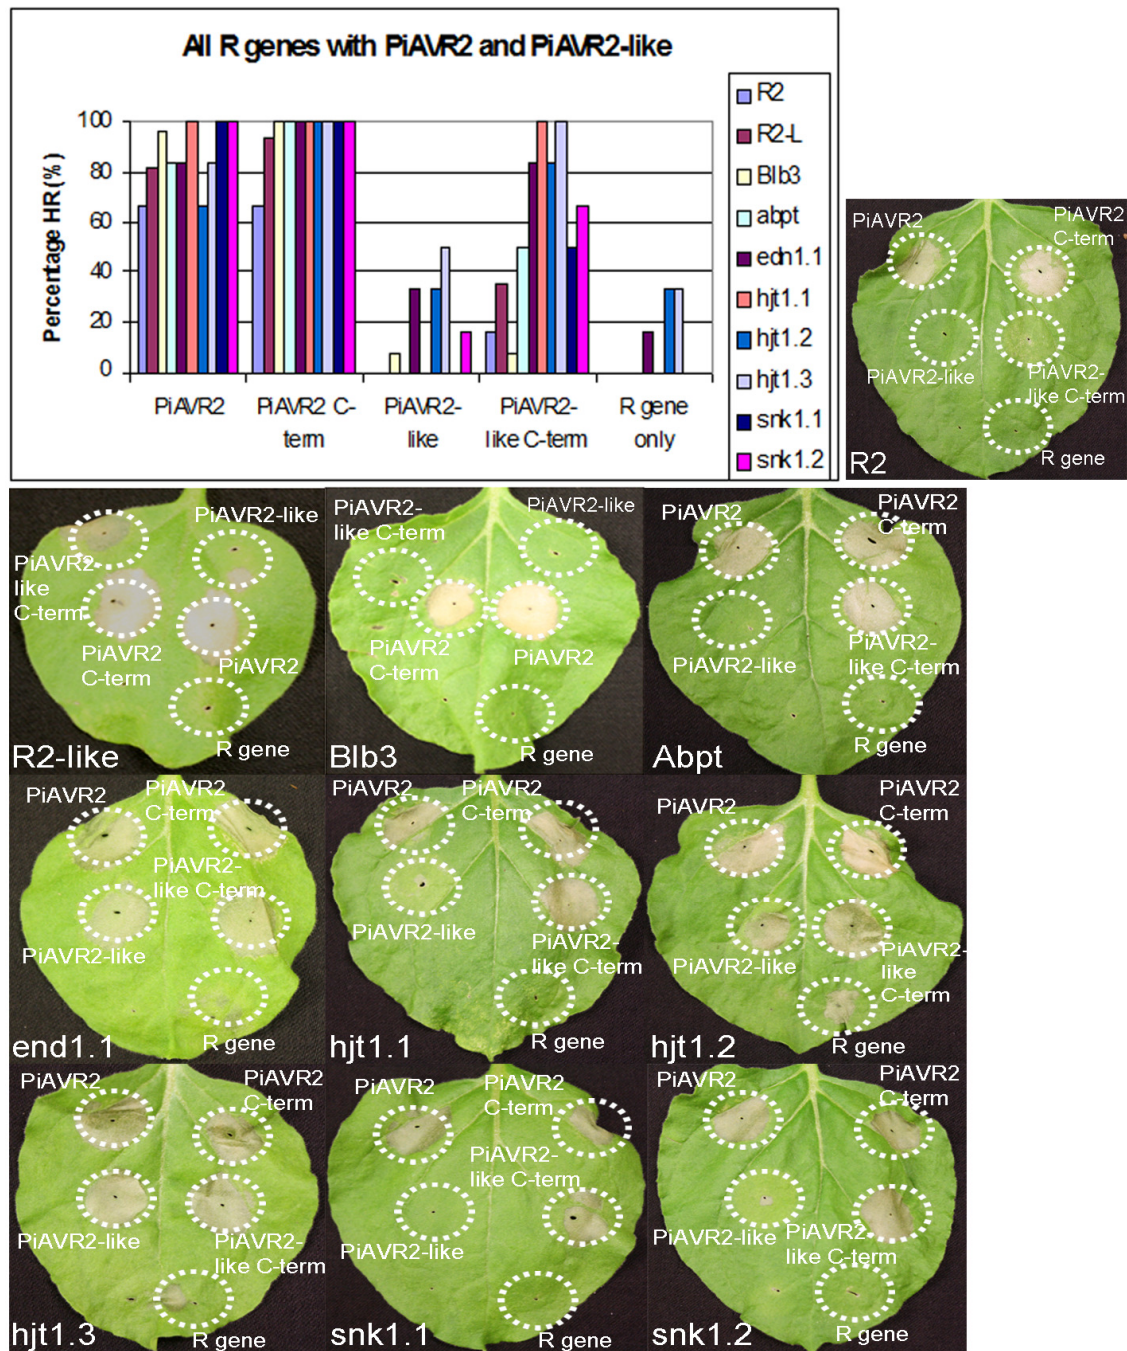 All R genes with PiAVR2 and PiAVR2-like
Percentage HR (%)
100
80
60
40
20
0
PiAVR2
PiAVR2 C-
term
PiAVR2-
like
PiAVR2-
like C-term
R gene
only
R2
R2-L
Blb3
abpt
edn1.1
hjt1.1
hjt1.2
hjt1.3
snk1.1
snk1.2
PiAVR2
PiAVR2
C-term
PiAVR2-like
PiAVR2-
like C-term
R gene
R2
PiAVR2-like
PiAVR2-
like
C-term
PiAVR2
C-term
PiAVR2
R gene
R2-like
PiAVR2-
like C-term
PiAVR2-like
PiAVR2
C-term
PiAVR2
R gene
Blb3
PiAVR2
PiAVR2
C-term
PiAVR2-like
PiAVR2-
like C-term
R gene
Abpt
PiAVR2
PiAVR2
C-term
PiAVR2-
like C-term
PiAVR2-like
R gene
end1.1
PiAVR2
PiAVR2
C-term
PiAVR2-like
PiAVR2-
like C-term
R gene
hjt1.1
PiAVR2
PiAVR2
C-term
PiAVR2-like
PiAVR2-
like
C-term
R gene
hjt1.2
PiAVR2
PiAVR2
C-term
PiAVR2-like
PiAVR2-
like C-term
R gene
hjt1.3
PiAVR2
PiAVR2
C-term
PiAVR2-
like C-term
PiAVR2-like
R gene
snk1.1
PiAVR2
PiAVR2
C-term
PiAVR2-like
PiAVR2-
like C-term
R gene
snk1.2